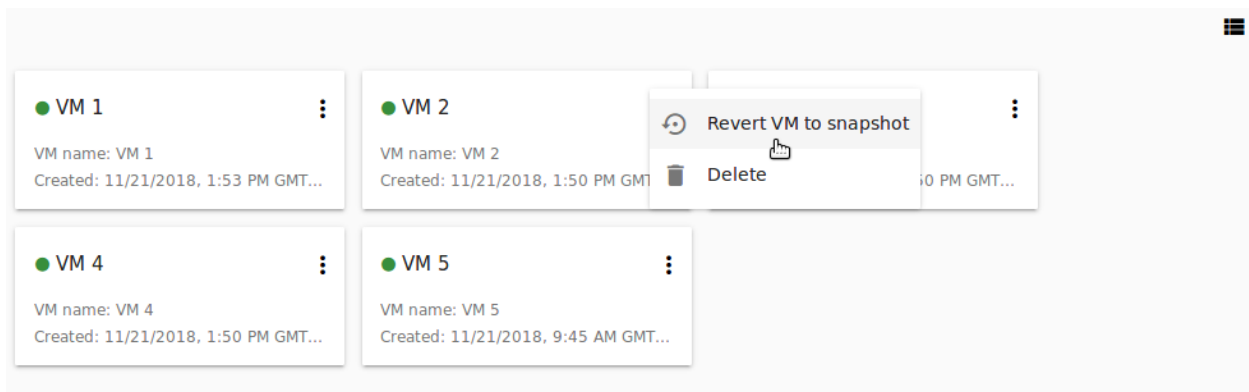 VM 1
VM name: VM 1
Created: 11/21/2018, 1:53 PM GMT...
VM 2
VM name: VM 2
Created: 11/21/2018, 1:50 PM GMT
Revert VM to snapshot
Delete
0 PM GMT...
VM 4
VM name: VM 4
Created: 11/21/2018, 1:50 PM GMT...
VM 5
VM name: VM 5
Created: 11/21/2018, 9:45 AM GMT...